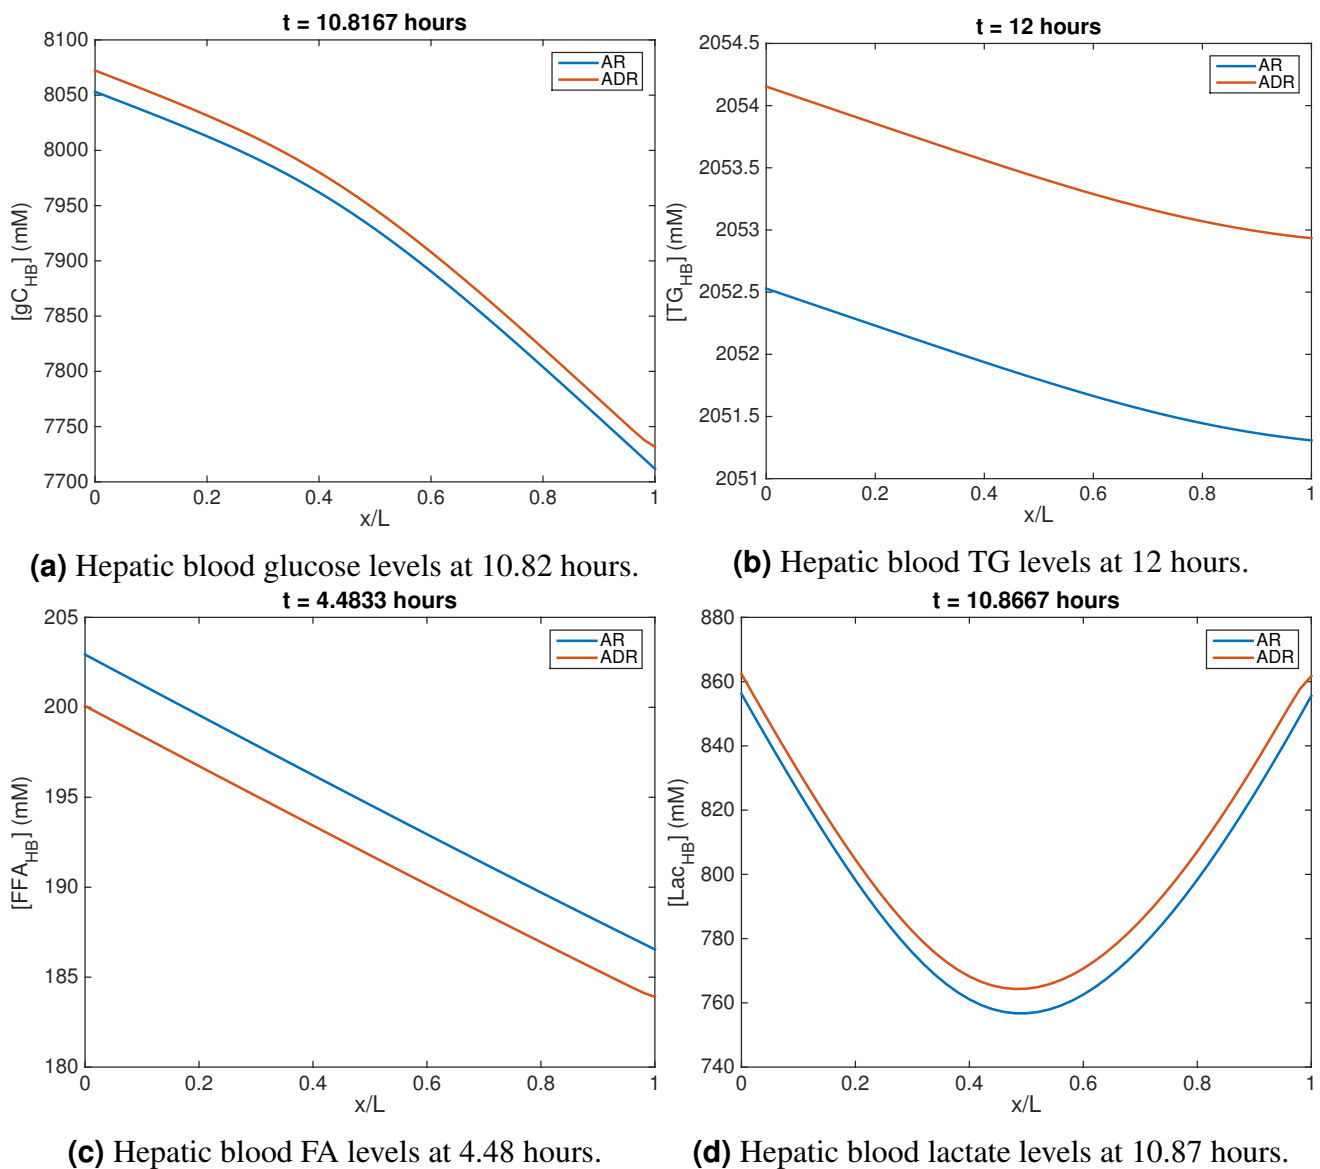 t = 10.8167 hours
8100
8050
8000
7950
7900
7850
7800
7750
7700
[gC_HB] (mM)
AR
ADR
0 0.2 0.4 0.6 0.8 1
x/L
(a) Hepatic blood glucose levels at 10.82 hours.
t = 12 hours
2054.5
2054
2053.5
2053
2052.5
2052
2051.5
2051
[TG_HB] (mM)
AR
ADR
0 0.2 0.4 0.6 0.8 1
x/L
(b) Hepatic blood TG levels at 12 hours.
t = 4.4833 hours
205
200
195
190
185
180
[FFA_HB] (mM)
AR
ADR
0 0.2 0.4 0.6 0.8 1
x/L
(c) Hepatic blood FA levels at 4.48 hours.
t = 10.8667 hours
880
860
840
820
800
780
760
740
[Lac_HB] (mM)
AR
ADR
0 0.2 0.4 0.6 0.8 1
x/L
(d) Hepatic blood lactate levels at 10.87 hours.